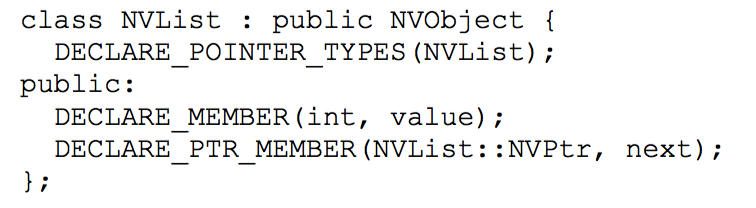 class NVList : public NVObject {
  DECLARE_POINTER_TYPES(NVList);
public:
  DECLARE_MEMBER(int, value);
  DECLARE_PTR_MEMBER(NVList::NVPtr, next);
};